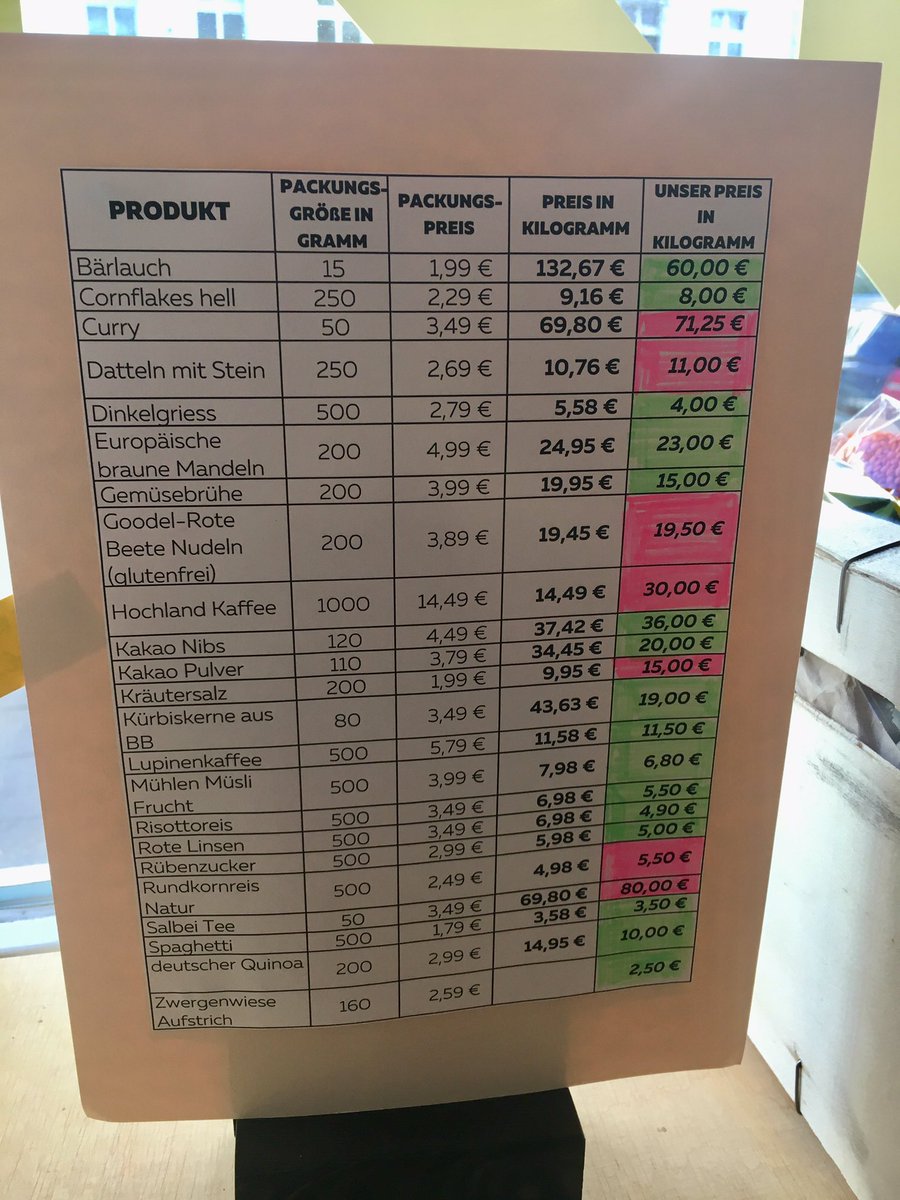 PRODUKT PACKUNGS-GRÖßE IN GRAMM PACKUNGS-PREIS PREIS IN KILOGRAMM UNSER PREIS IN KILOGRAMM
Bärlauch 15 1,99 € 132,67 € 60,00 €
Cornflakes hell 250 2,29 € 9,16 € 8,00 €
Curry 50 3,49 € 69,80 € 71,25 €
Datteln mit Stein 250 2,69 € 10,76 € 11,00 €
Dinkelgriess 500 2,79 € 5,58 € 4,00 €
Europäische braune Mandeln 200 4,99 € 24,95 € 23,00 €
Gemüsebrühe 200 3,99 € 19,95 € 15,00 €
Goodel-Rote Beete Nudeln (glutenfrei) 200 3,89 € 19,45 € 19,50 €
Hochland Kaffee 1000 14,49 € 14,49 € 30,00 €
Kakao Nibs 120 4,49 € 37,42 € 36,00 €
Kakao Pulver 110 3,79 € 34,45 € 20,00 €
Kräutersalz 200 1,99 € 9,95 € 15,00 €
Kürbiskerne aus BB 80 3,49 € 43,63 € 19,00 €
Lupinenkaffee 500 5,79 € 11,58 € 11,50 €
Mühlen Müsli Frucht 500 3,99 € 7,98 € 6,80 €
Risottoreis 500 3,49 € 6,98 € 5,50 €
Rote Linsen 500 3,49 € 6,98 € 4,90 €
Rübenzucker 500 2,99 € 5,98 € 5,00 €
Rundkornreis Natur 500 2,49 € 4,98 € 5,50 €
Salbei Tee 50 3,49 € 69,80 € 80,00 €
Spaghetti 500 1,79 € 3,58 € 3,50 €
deutscher Quinoa 200 2,99 € 14,95 € 10,00 €
Zwergenwiese Aufstrich 160 2,59 € 2,50 €